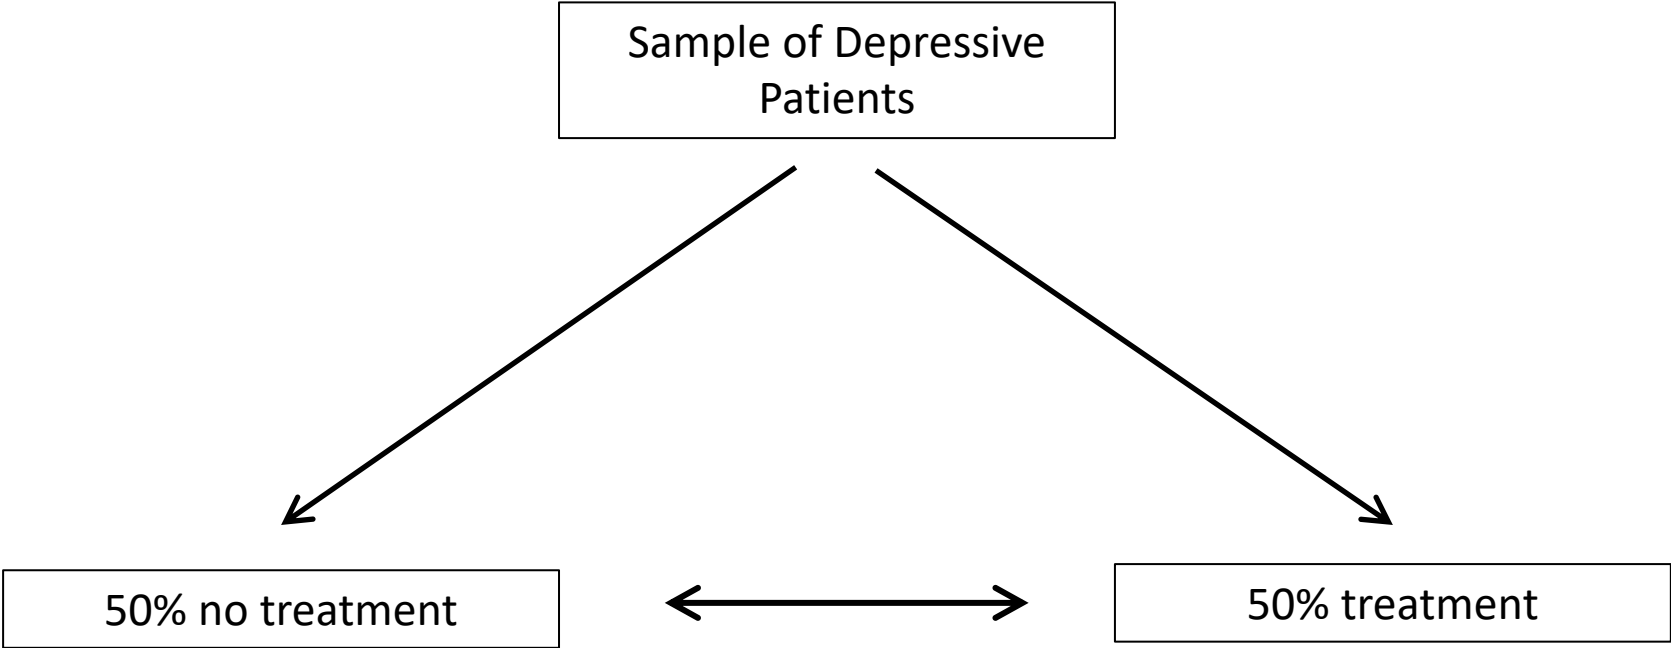 Sample of Depressive
Patients
50% no treatment
50% treatment